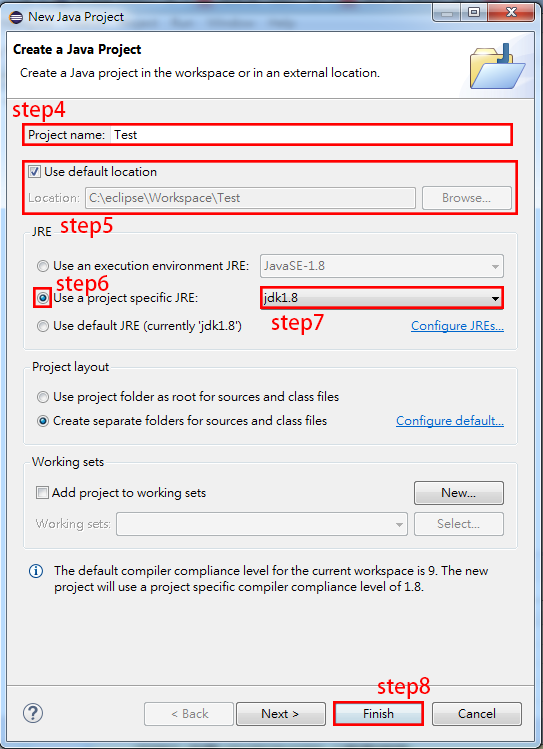 New Java Project
Create a Java Project
Create a Java project in the workspace or in an external location.
step4
Project name: Test
Use default location
Location: C:\eclipse\Workspace\Test Browse...
step5
JRE
Use an execution environment JRE: JavaSE-1.8
step6
Use a project specific JRE: jdk1.8
step7
Use default JRE (currently 'jdk1.8') Configure JREs...
Project layout
Use project folder as root for sources and class files
Create separate folders for sources and class files Configure default...
Working sets
Add project to working sets New...
Working sets: Select...
The default compiler compliance level for the current workspace is 9. The new
project will use a project specific compiler compliance level of 1.8.
step8
? < Back Next > Finish Cancel